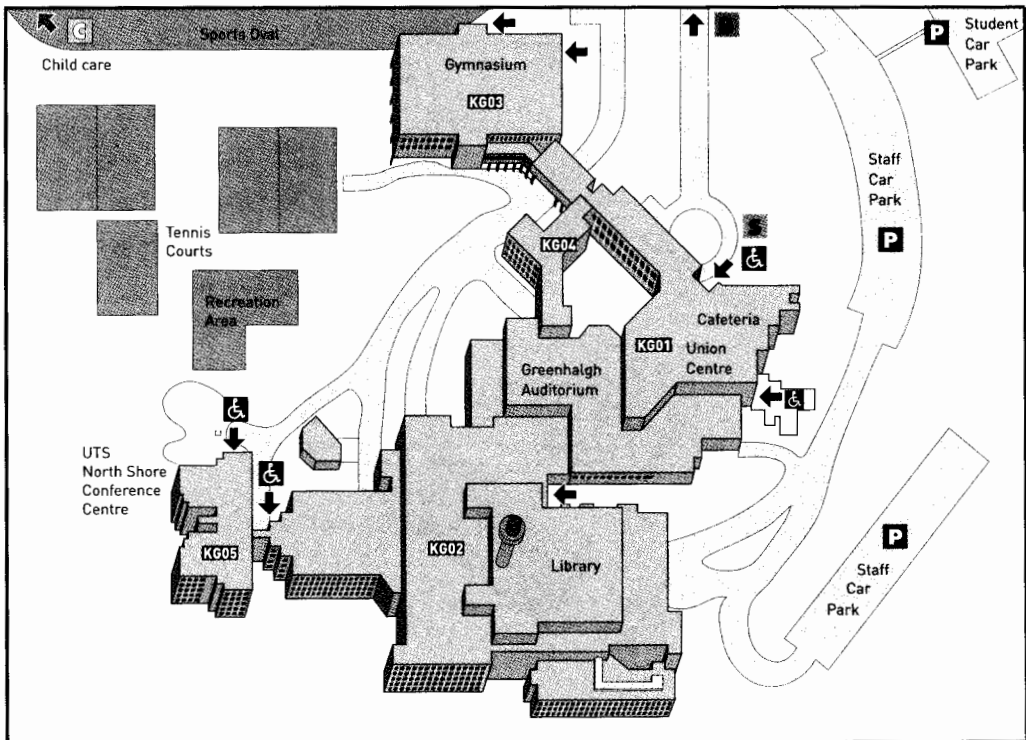 C
Sports Oval
Child care
Gymnasium
KG03
P
Student
Car
Park
Staff
Car
Park
P
Tennis
Courts
KG04
S
Recreation
Area
Cafeteria
KG01
Union
Centre
Greenhalgh
Auditorium
UTS
North Shore
Conference
Centre
KG05
KG02
Library
P
Staff
Car
Park